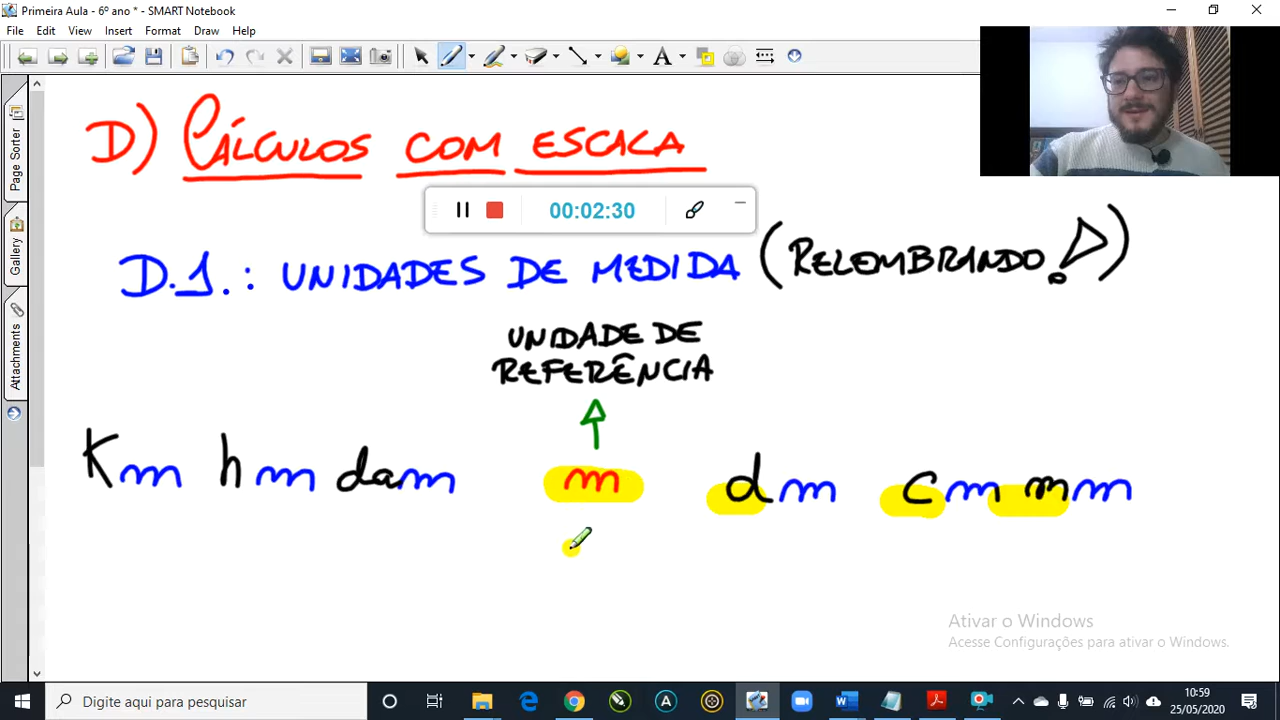 Primeira Aula - 6º ano * - SMART Notebook
File Edit View Insert Format Draw Help
Page Sorter
Gallery
Attachments
D) CÁLCULOS COM ESCALA
00:02:30
D.1.: UNIDADES DE MEDIDA (RELEMBRANDO!)
UNIDADE DE
REFERÊNCIA
Km hm dam m dm cm mm
Ativar o Windows
Acesse Configurações para ativar o Windows.
Digite aqui para pesquisar
10:59
25/05/2020